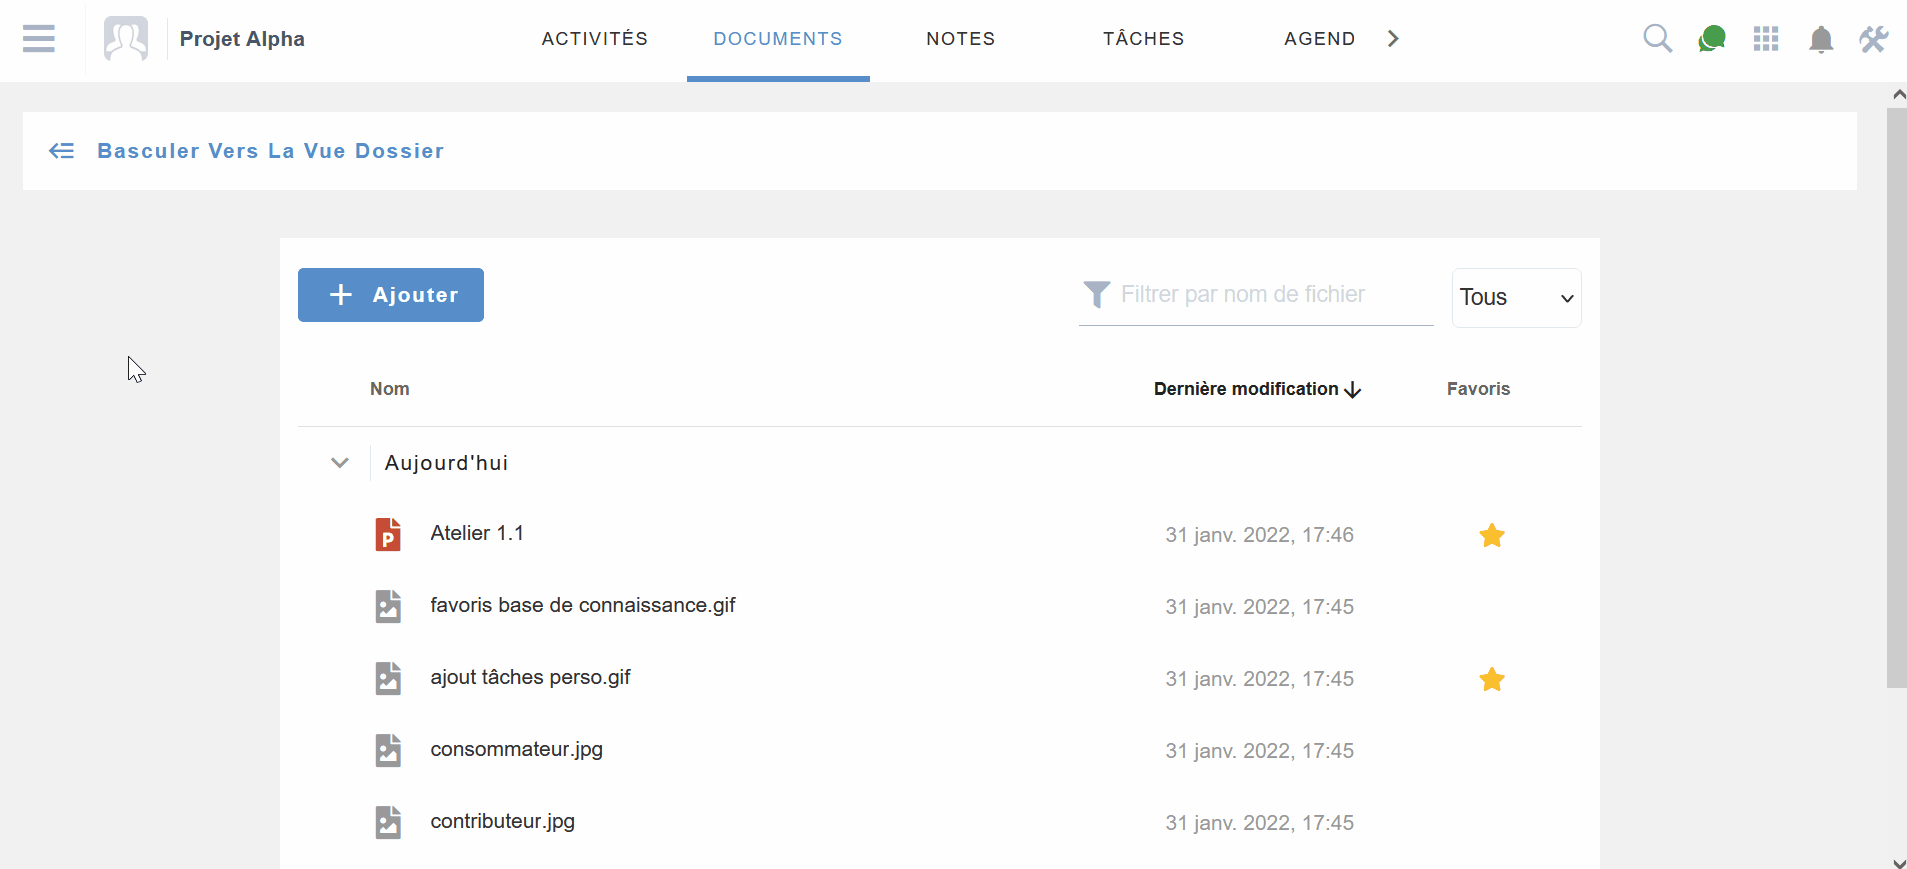 Projet Alpha
ACTIVITÉS
DOCUMENTS
NOTES
TÂCHES
AGEND
Basculer Vers La Vue Dossier
Ajouter
Filtrer par nom de fichier
Tous
Nom
Dernière modification
Favoris
Aujourd'hui
P
Atelier 1.1
31 janv. 2022, 17:46
favoris base de connaissance.gif
31 janv. 2022, 17:45
ajout tâches perso.gif
31 janv. 2022, 17:45
consommateur.jpg
31 janv. 2022, 17:45
contributeur.jpg
31 janv. 2022, 17:45